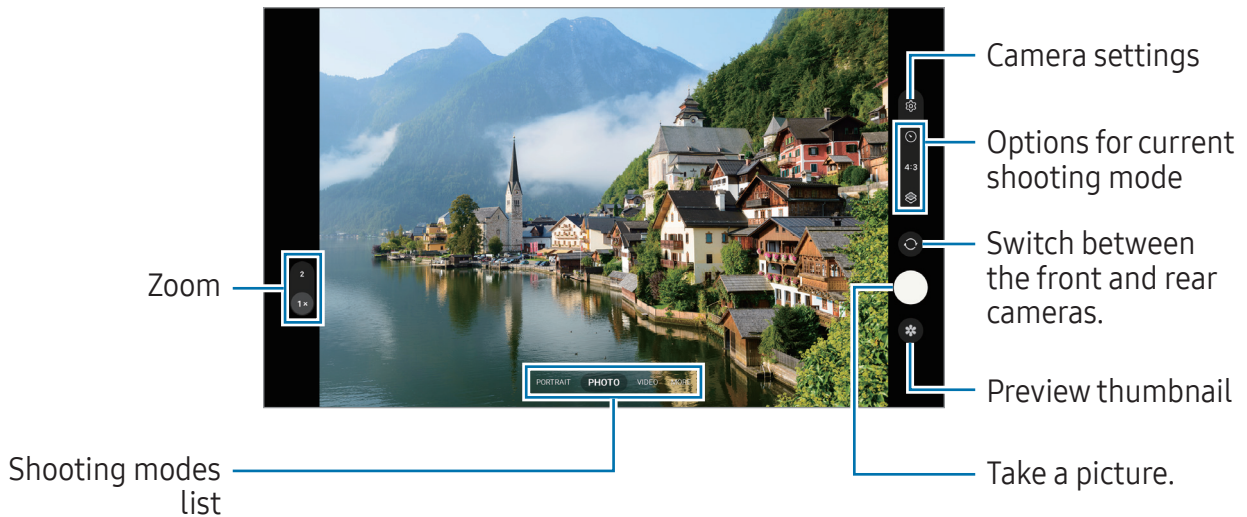 Camera settings
Options for current
shooting mode
4:3
Switch between
the front and rear
cameras.
Zoom
2
1×
PORTRAIT PHOTO VIDEO MORE
Preview thumbnail
Shooting modes
list
Take a picture.